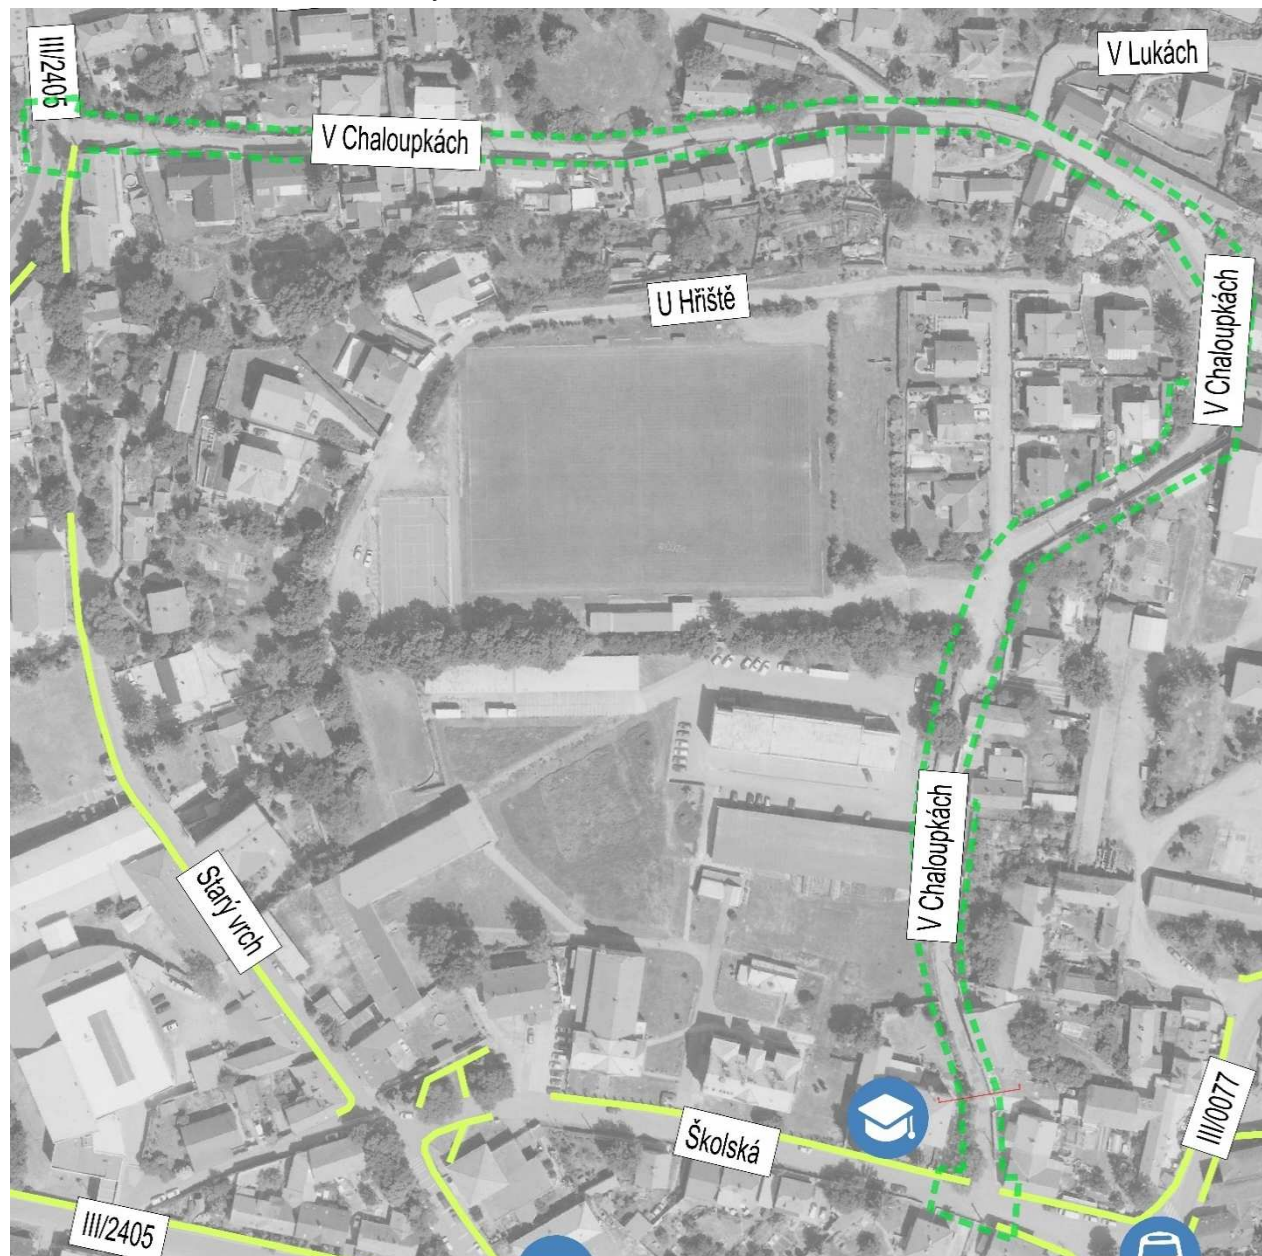 III/2405
V Lukách
V Chaloupkách
U Hřiště
V Chaloupkách
V Chaloupkách
Starý vrch
Školská
III/0077
III/2405